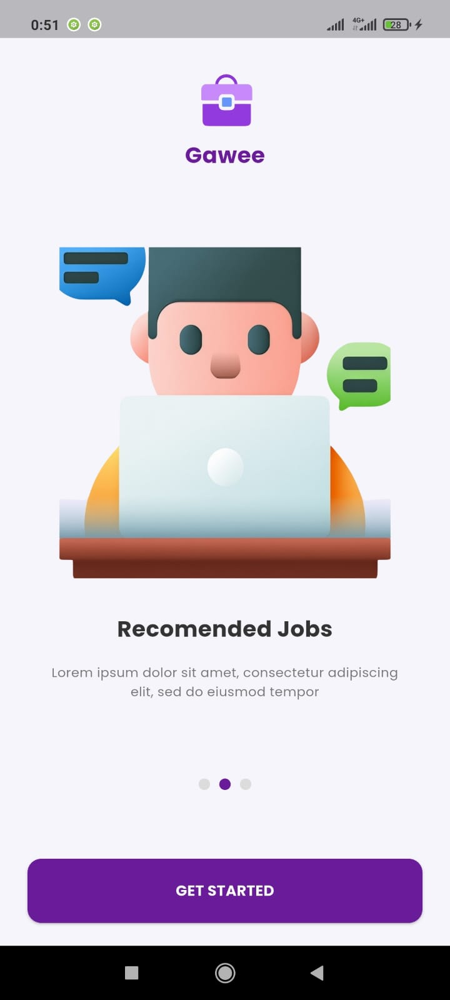 0:51
4G+
28
Gawee
Recomended Jobs
Lorem ipsum dolor sit amet, consectetur adipiscing
elit, sed do eiusmod tempor
GET STARTED